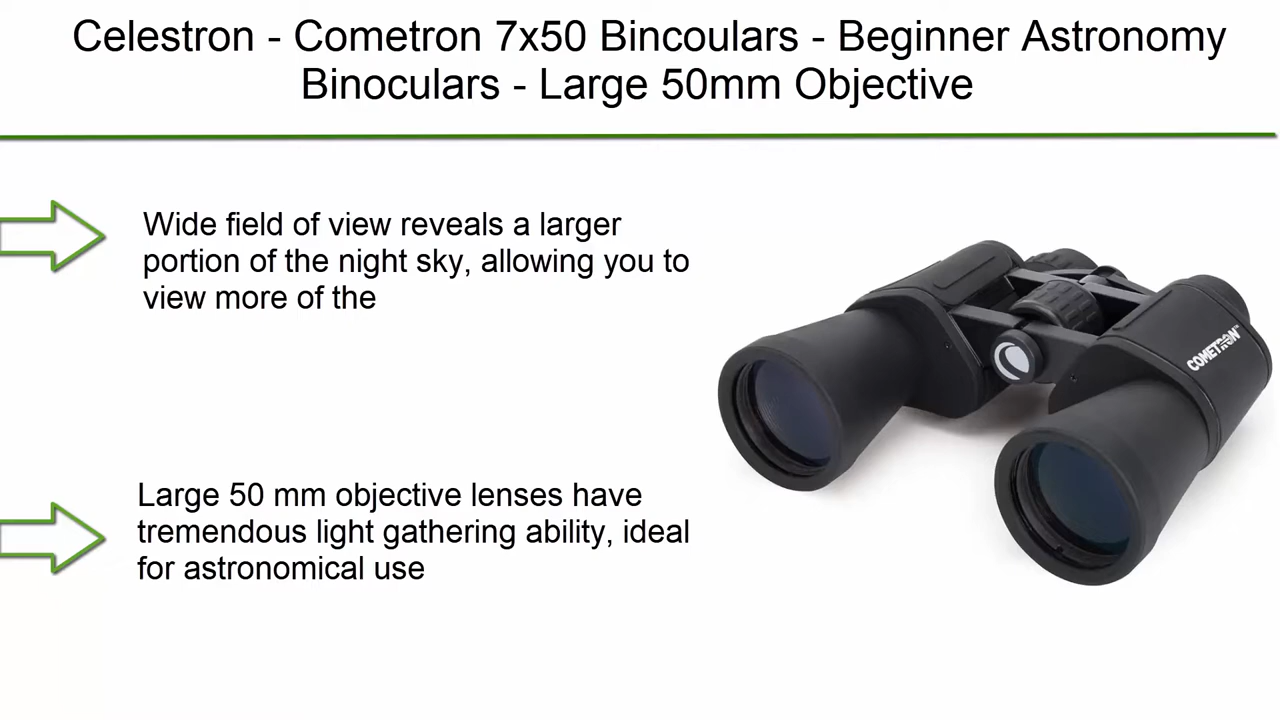 Celestron - Cometron 7x50 Bincoulars - Beginner Astronomy
Binoculars - Large 50mm Objective
Wide field of view reveals a larger
portion of the night sky, allowing you to
view more of the
COMETRON™
Large 50 mm objective lenses have
tremendous light gathering ability, ideal
for astronomical use